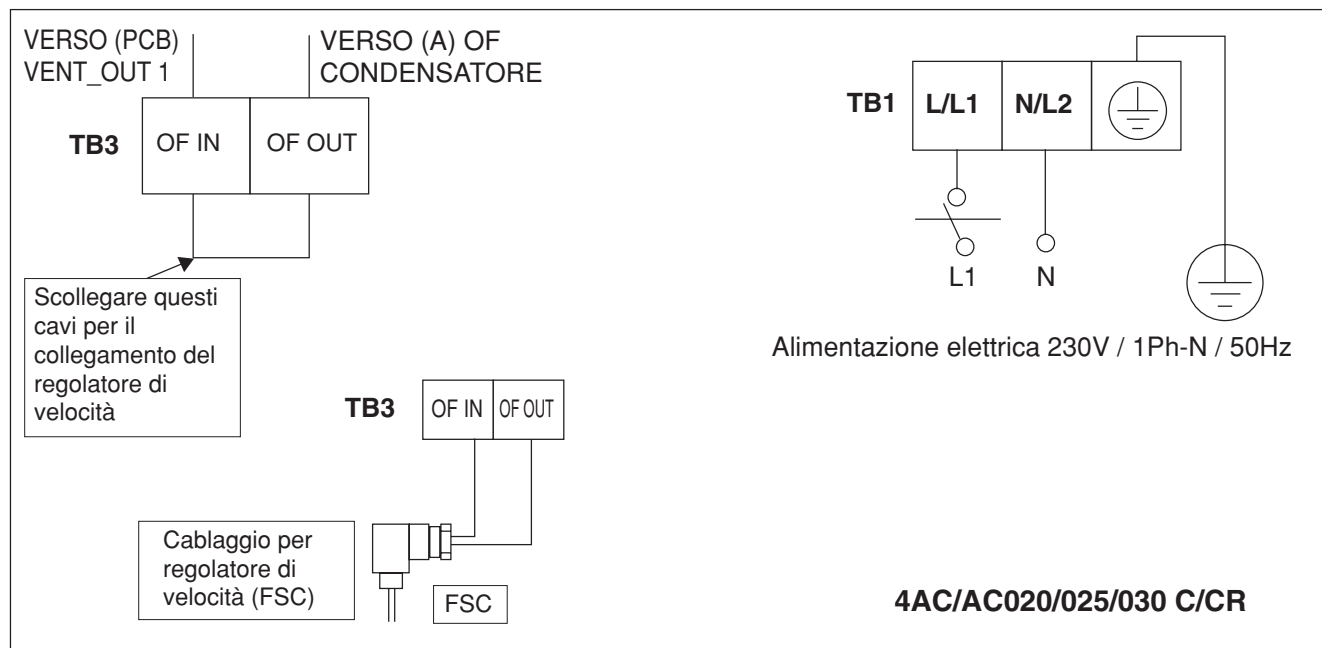 VERSO (PCB)
VENT_OUT 1
VERSO (A) OF
CONDENSATORE
TB3
OF IN
OF OUT
Scollegare questi
cavi per il
collegamento del
regolatore di
velocità
TB1
L/L1
N/L2
L1
N
Alimentazione elettrica 230V / 1Ph-N / 50Hz
TB3
OF IN
OF OUT
Cablaggio per
regolatore di
velocità (FSC)
FSC
4AC/AC020/025/030 C/CR